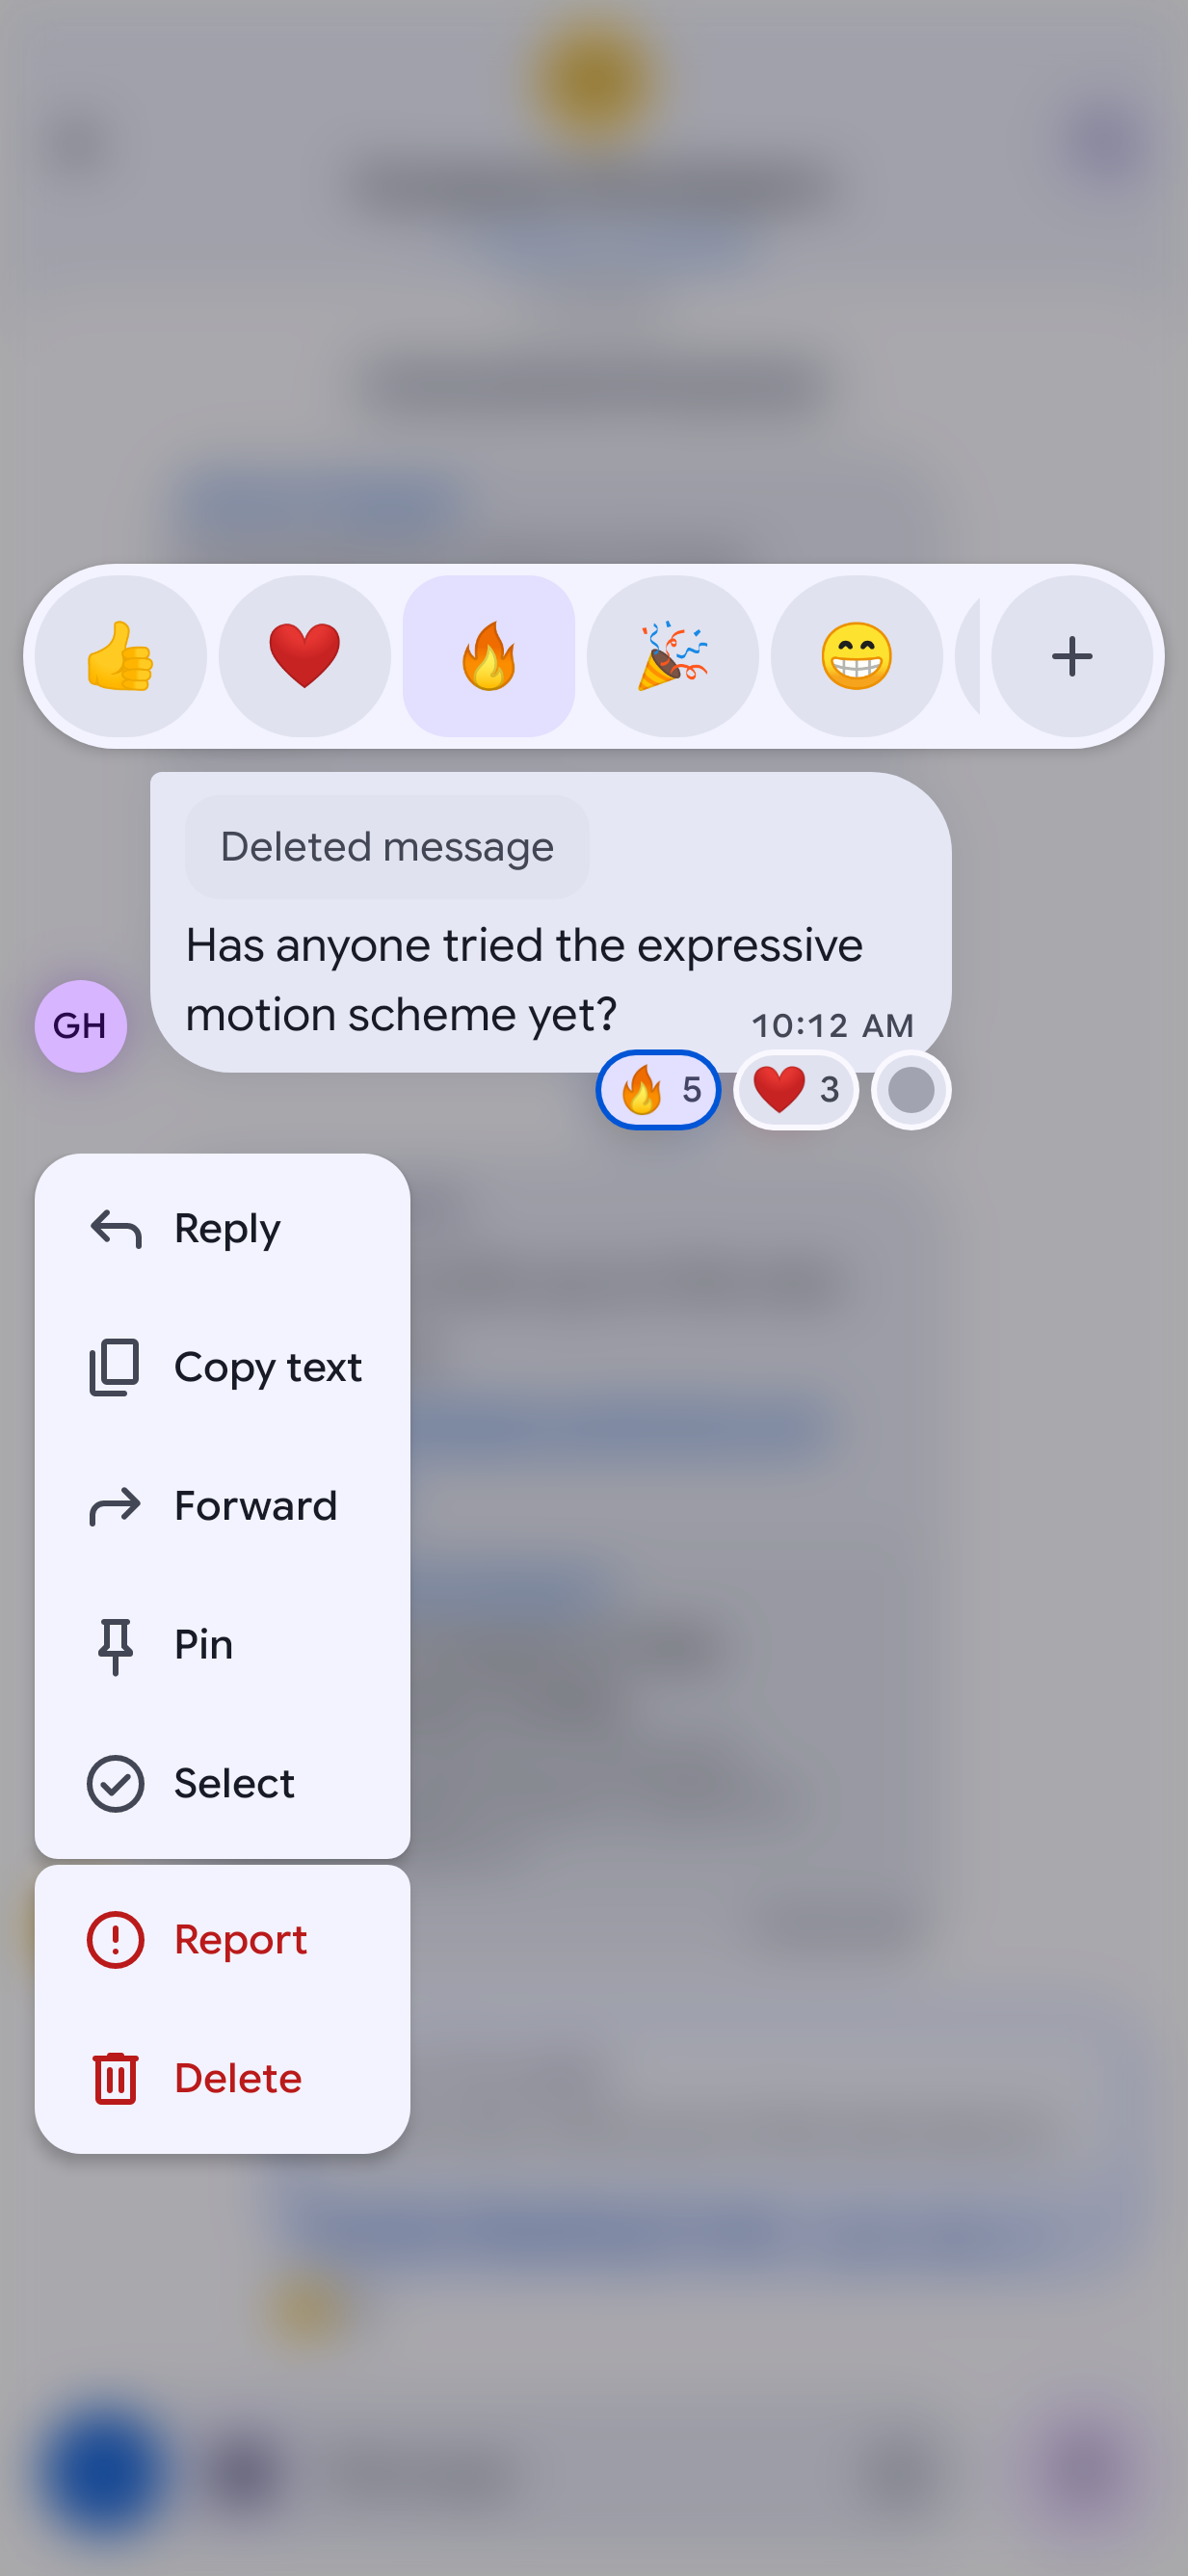 Deleted message
Has anyone tried the expressive
motion scheme yet?
10:12 AM
GH
🔥 5 ❤️ 3
Reply
Copy text
Forward
Pin
Select
Report
Delete